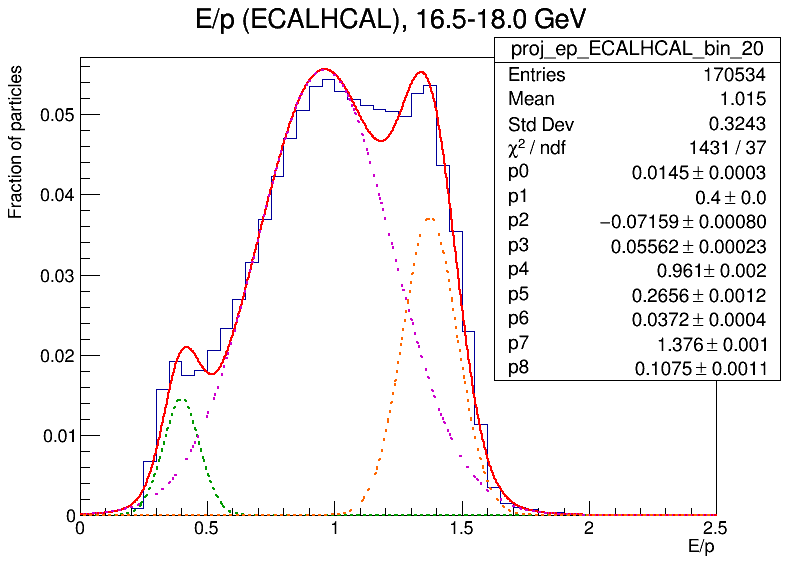 E/p (ECALHCAL), 16.5-18.0 GeV
proj_ep_ECALHCAL_bin_20
Entries 170534
Mean 1.015
Std Dev 0.3243
χ² / ndf 1431 / 37
p0 0.0145 ± 0.0003
p1 0.4 ± 0.0
p2 −0.07159 ± 0.00080
p3 0.05562 ± 0.00023
p4 0.961 ± 0.002
p5 0.2656 ± 0.0012
p6 0.0372 ± 0.0004
p7 1.376 ± 0.001
p8 0.1075 ± 0.0011
Fraction of particles
0.05
0.04
0.03
0.02
0.01
0
0 0.5 1 1.5 2 2.5
E/p